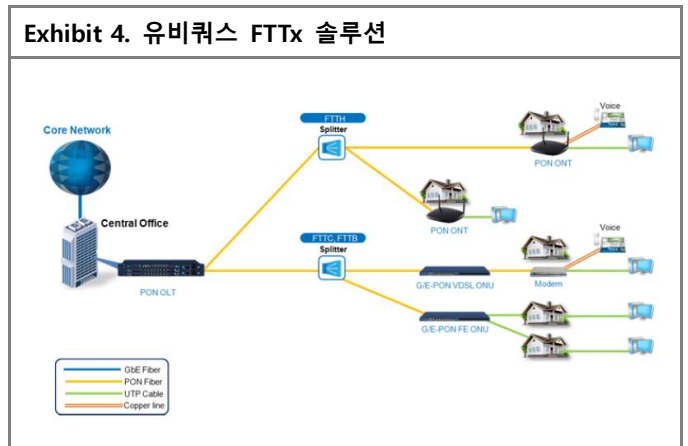 Exhibit 4. 유비쿼스 FTTx 솔루션
Core Network
Central Office
PON OLT
FTTH
Splitter
Voice
PON ONT
PON ONT
FTTC, FTTB
Splitter
Voice
G/E-PON VDSL ONU
Modem
G/E-PON FE ONU
GbE Fiber
PON Fiber
UTP Cable
Copper line